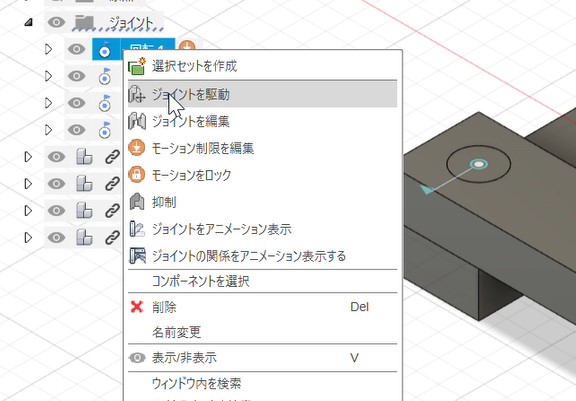 ジョイント
回転 1
選択セットを作成
ジョイントを駆動
ジョイントを編集
モーション制限を編集
モーションをロック
抑制
ジョイントをアニメーション表示
ジョイントの関係をアニメーション表示する
コンポーネントを選択
削除 Del
名前変更
表示/非表示 V
ウィンドウ内を検索